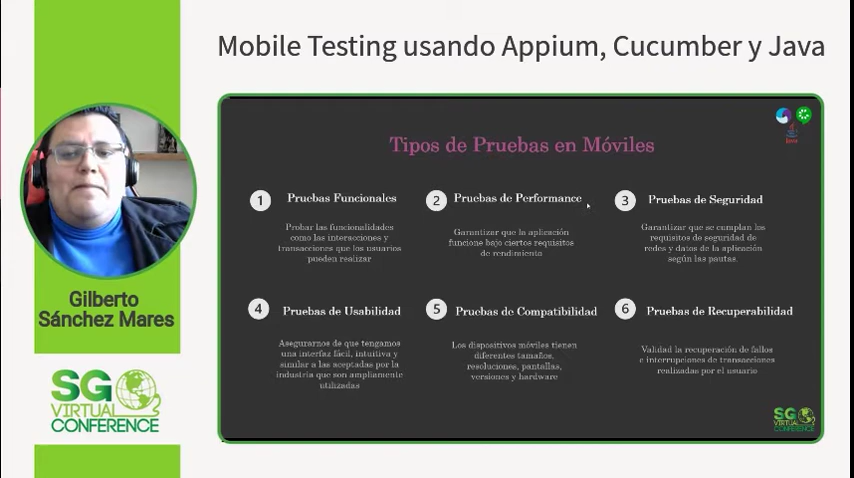 Mobile Testing usando Appium, Cucumber y Java
Tipos de Pruebas en Móviles
Java
1
Pruebas Funcionales
Probar las funcionalidades
como las interacciones y
transacciones que los usuarios
pueden realizar
2
Pruebas de Performance
Garantizar que la aplicación
funcione bajo ciertos requisitos
de rendimiento
3
Pruebas de Seguridad
Garantizar que se cumplan los
requisitos de seguridad de
redes y datos de la aplicación
según las pautas.
4
Pruebas de Usabilidad
Asegurarnos de que tengamos
una interfaz fácil, intuitiva y
similar a las aceptadas por la
industria que son ampliamente
utilizadas
5
Pruebas de Compatibilidad
Los dispositivos móviles tienen
diferentes tamaños,
resoluciones, pantallas,
versiones y hardware
6
Pruebas de Recuperabilidad
Validad la recuperación de fallos
e interrupciones de transacciones
realizadas por el usuario
SG
VIRTUAL
CONFERENCE
Gilberto
Sánchez Mares
SG
VIRTUAL
CONFERENCE